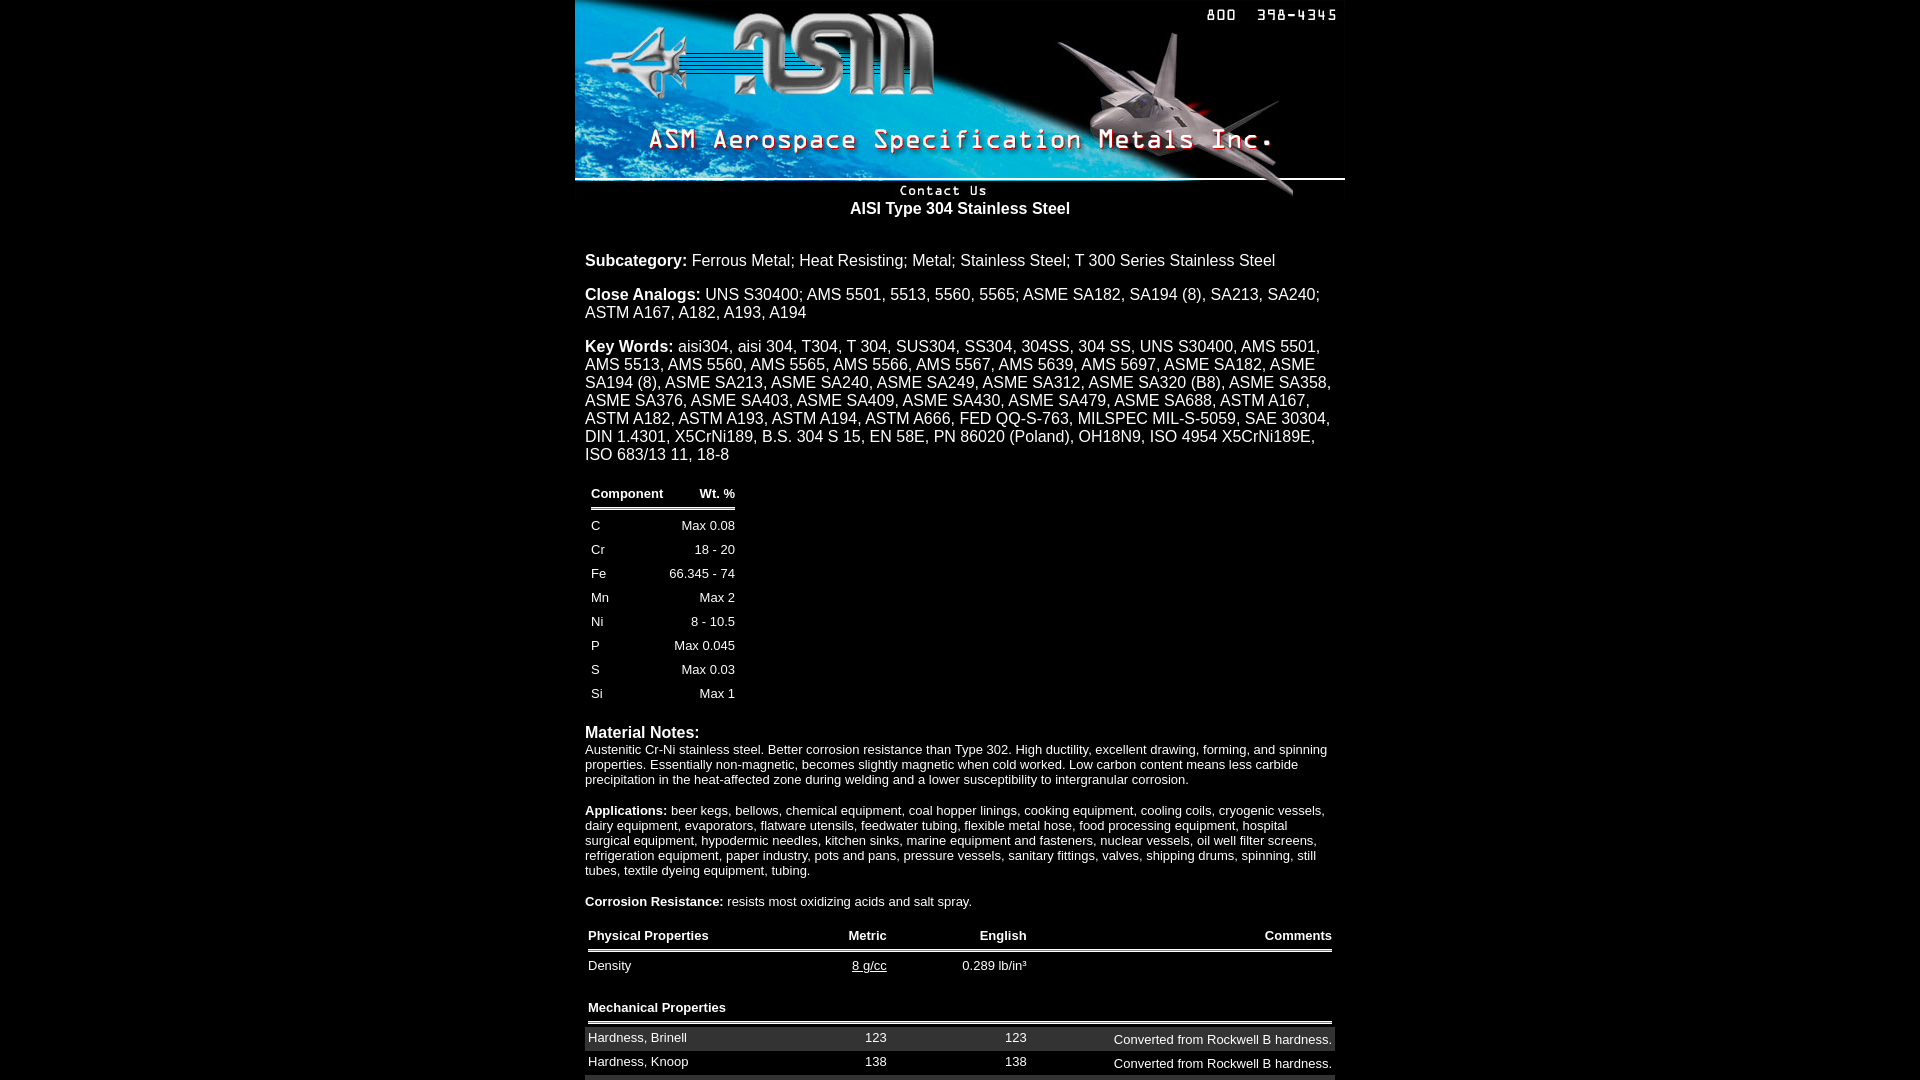 800 398-4345
ASM
ASM Aerospace Specification Metals Inc.
Contact Us
AISI Type 304 Stainless Steel
Subcategory: Ferrous Metal; Heat Resisting; Metal; Stainless Steel; T 300 Series Stainless Steel
Close Analogs: UNS S30400; AMS 5501, 5513, 5560, 5565; ASME SA182, SA194 (8), SA213, SA240;
ASTM A167, A182, A193, A194
Key Words: aisi304, aisi 304, T304, T 304, SUS304, SS304, 304SS, 304 SS, UNS S30400, AMS 5501,
AMS 5513, AMS 5560, AMS 5565, AMS 5566, AMS 5567, AMS 5639, AMS 5697, ASME SA182, ASME
SA194 (8), ASME SA213, ASME SA240, ASME SA249, ASME SA312, ASME SA320 (B8), ASME SA358,
ASME SA376, ASME SA403, ASME SA409, ASME SA430, ASME SA479, ASME SA688, ASTM A167,
ASTM A182, ASTM A193, ASTM A194, ASTM A666, FED QQ-S-763, MILSPEC MIL-S-5059, SAE 30304,
DIN 1.4301, X5CrNi189, B.S. 304 S 15, EN 58E, PN 86020 (Poland), OH18N9, ISO 4954 X5CrNi189E,
ISO 683/13 11, 18-8
Component Wt. %
C Max 0.08
Cr 18 - 20
Fe 66.345 - 74
Mn Max 2
Ni 8 - 10.5
P Max 0.045
S Max 0.03
Si Max 1
Material Notes:
Austenitic Cr-Ni stainless steel. Better corrosion resistance than Type 302. High ductility, excellent drawing, forming, and spinning
properties. Essentially non-magnetic, becomes slightly magnetic when cold worked. Low carbon content means less carbide
precipitation in the heat-affected zone during welding and a lower susceptibility to intergranular corrosion.
Applications: beer kegs, bellows, chemical equipment, coal hopper linings, cooking equipment, cooling coils, cryogenic vessels,
dairy equipment, evaporators, flatware utensils, feedwater tubing, flexible metal hose, food processing equipment, hospital
surgical equipment, hypodermic needles, kitchen sinks, marine equipment and fasteners, nuclear vessels, oil well filter screens,
refrigeration equipment, paper industry, pots and pans, pressure vessels, sanitary fittings, valves, shipping drums, spinning, still
tubes, textile dyeing equipment, tubing.
Corrosion Resistance: resists most oxidizing acids and salt spray.
Physical Properties Metric English Comments
Density 8 g/cc 0.289 lb/in³
Mechanical Properties
Hardness, Brinell 123 123 Converted from Rockwell B hardness.
Hardness, Knoop 138 138 Converted from Rockwell B hardness.